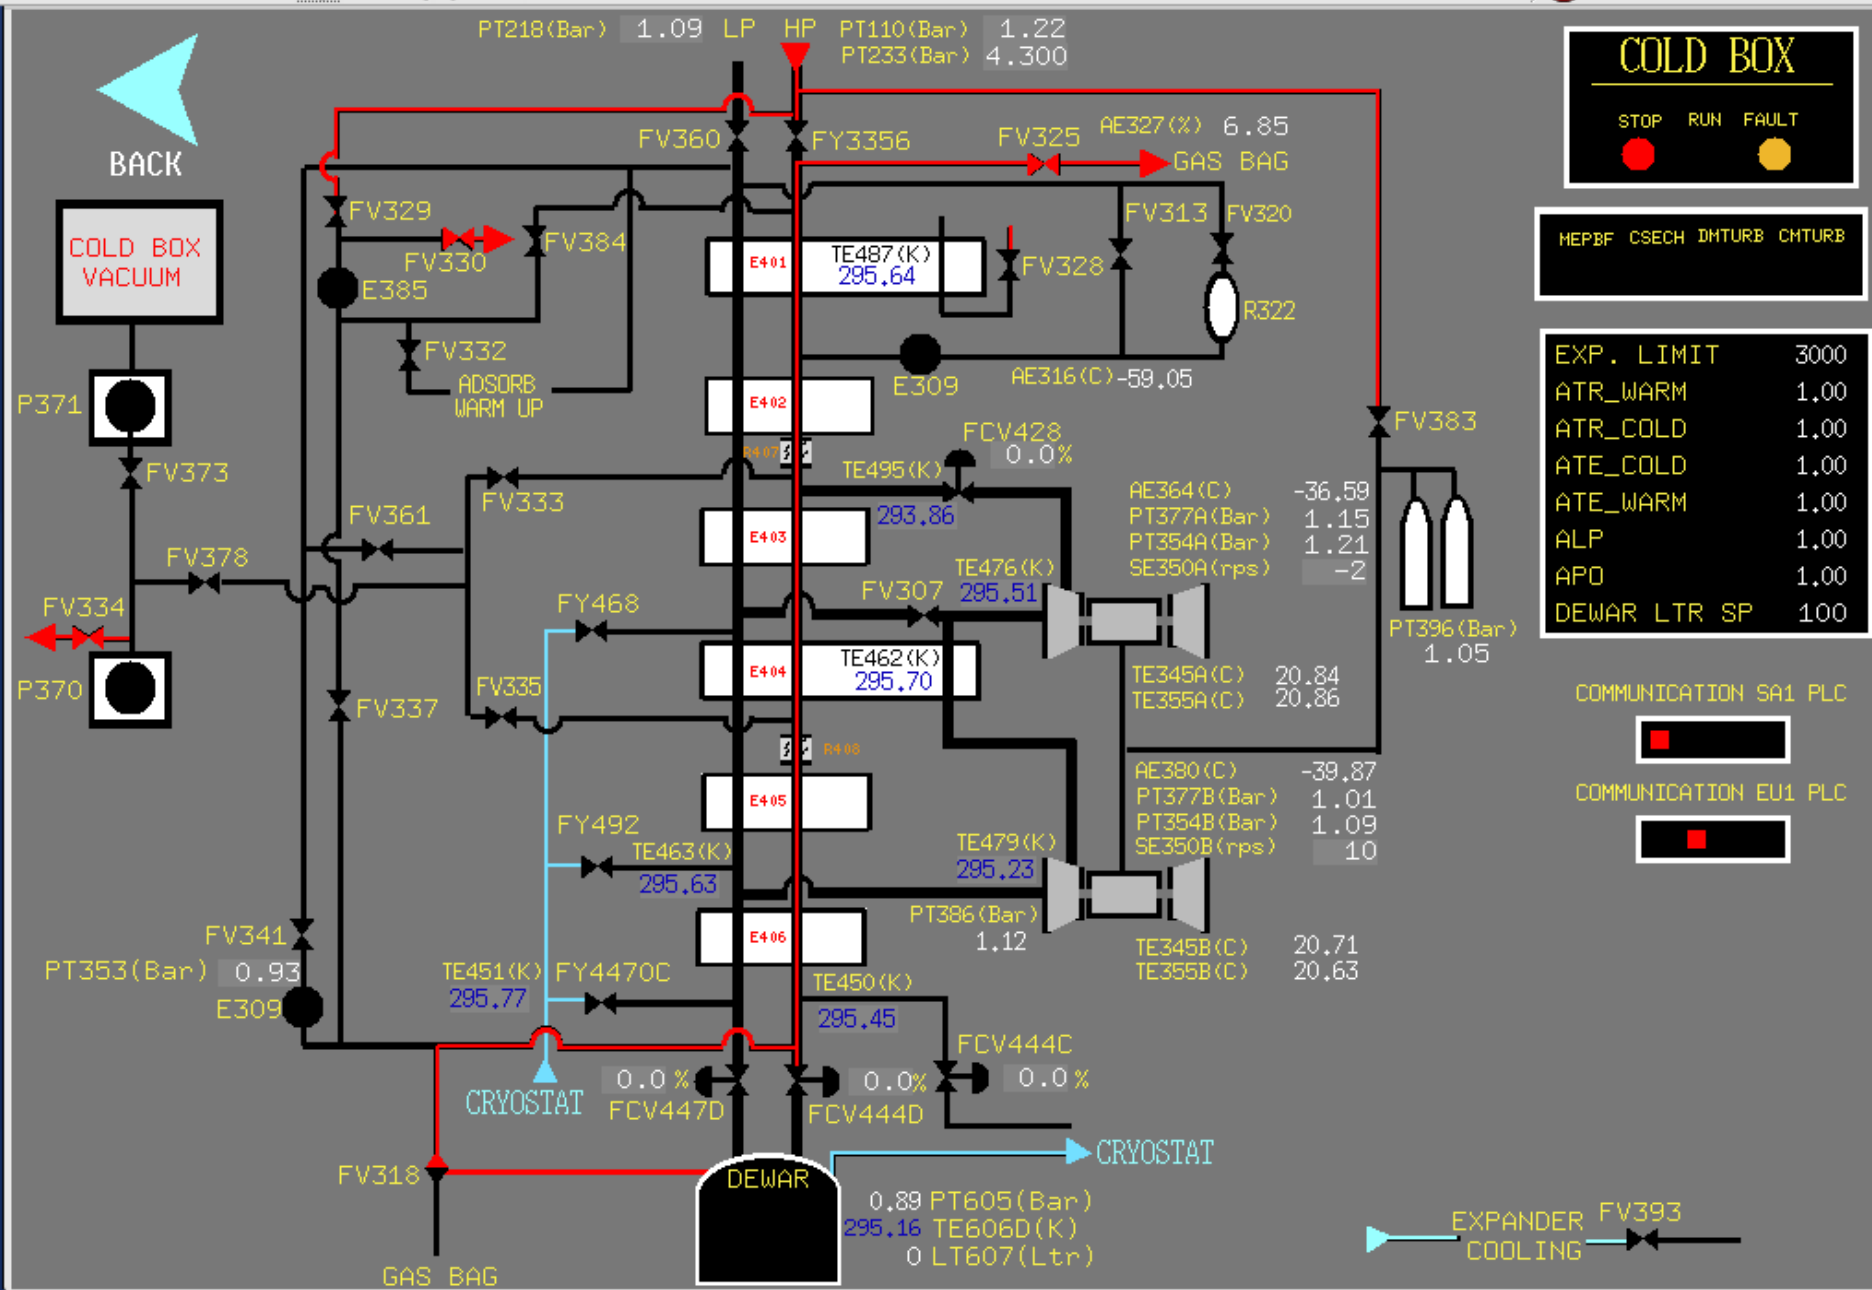 PT218(Bar) 1.09 LP HP PT110(Bar) 1.22
PT233(Bar) 4.300
COLD BOX
STOP RUN FAULT
BACK
FV360
FY3356
FV325
AE327(%) 6.85
GAS BAG
FV329
FV330
FV384
FV313
FV320
MEPBF CSECH DMTURB CMTURB
COLD BOX
VACUUM
E385
E401
TE487(K)
295.64
FV328
R322
FV332
ADSORB
WARM UP
E309
AE316(C) -59.05
EXP. LIMIT 3000
ATR_WARM 1.00
ATR_COLD 1.00
ATE_COLD 1.00
ATE_WARM 1.00
ALP 1.00
APO 1.00
DEWAR LTR SP 100
P371
E402
FV383
FCV428
0.0%
R407
FV373
FV333
TE495(K)
293.86
AE364(C) -36.59
PT377A(Bar) 1.15
PT354A(Bar) 1.21
SE350A(rps) -2
FV361
E403
FV378
TE476(K)
295.51
FV307
FV334
FY468
PT396(Bar)
1.05
P370
E404
TE462(K)
295.70
TE345A(C) 20.84
TE355A(C) 20.86
FV335
FV337
COMMUNICATION SA1 PLC
R408
AE380(C) -39.87
PT377B(Bar) 1.01
PT354B(Bar) 1.09
SE350B(rps) 10
COMMUNICATION EU1 PLC
E405
FY492
TE463(K)
295.63
TE479(K)
295.23
PT386(Bar)
1.12
FV341
E406
TE345B(C) 20.71
TE355B(C) 20.63
PT353(Bar) 0.93
E309
TE451(K)
295.77
FY4470C
TE450(K)
295.45
FCV444C
0.0%
CRYOSTAT
0.0%
FCV447D
0.0%
FCV444D
CRYOSTAT
FV318
DEWAR
0.89 PT605(Bar)
295.16 TE606D(K)
0 LT607(Ltr)
EXPANDER
COOLING
FV393
GAS BAG